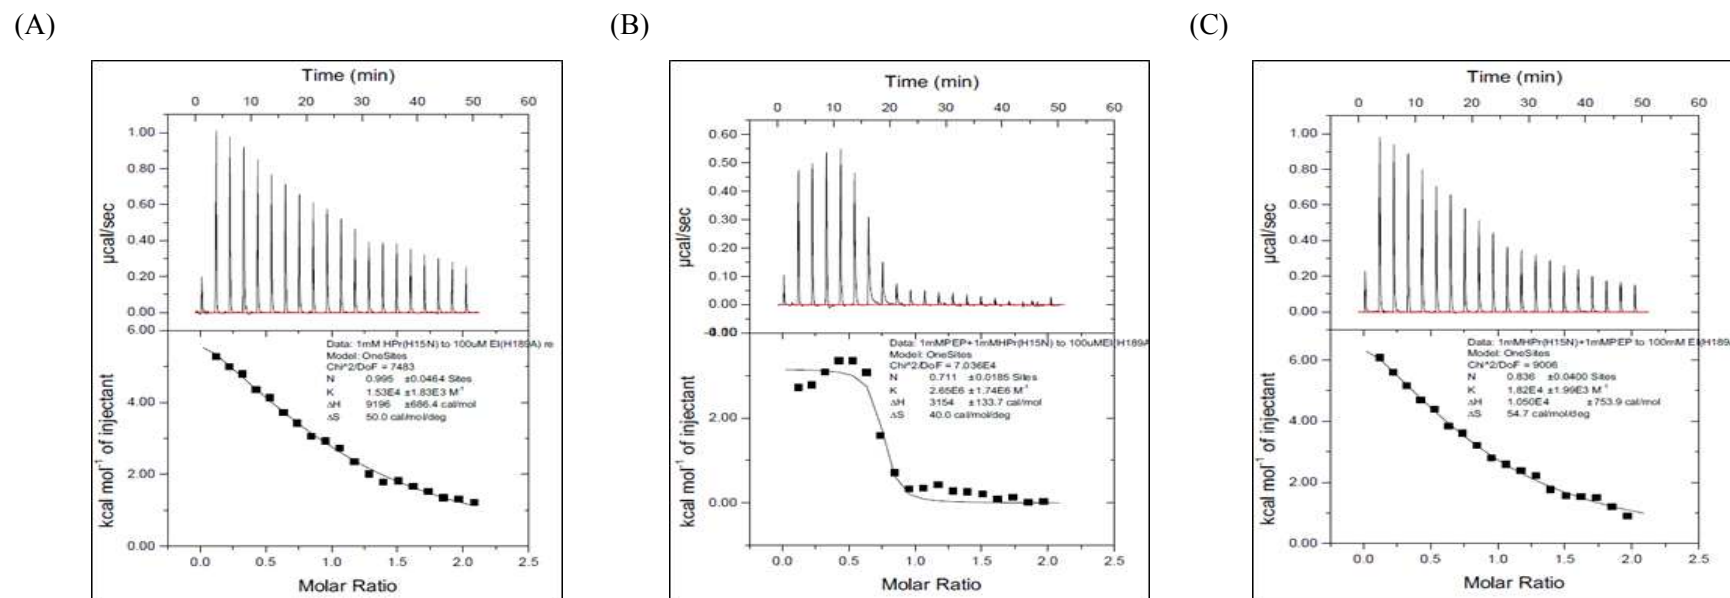 (A)
(B)
(C)
Time (min)
0 10 20 30 40 50 60
1.00
0.80
0.60
0.40
0.20
0.00
µcal/sec
6.00
4.00
2.00
0.00
kcal mol-1 of injectant
Data: 1mM HPr(H15N) to 100uM EI(H189A) re
Model: OneSites
Chi^2/DoF = 7483
N 0.995 ±0.0464 Sites
K 1.53E4 ±1.83E3 M-1
ΔH 9196 ±686.4 cal/mol
ΔS 50.0 cal/mol/deg
0.0 0.5 1.0 1.5 2.0 2.5
Molar Ratio
Time (min)
0 10 20 30 40 50 60
0.60
0.50
0.40
0.30
0.20
0.10
0.00
µcal/sec
2.00
0.00
kcal mol-1 of injectant
Data: 1mMPEP+1mMHPr(H15N) to 100uMEI(H189A
Model: OneSites
Chi^2/DoF = 7.036E4
N 0.711 ±0.0185 Sites
K 2.65E6 ±1.74E6 M-1
ΔH 3154 ±133.7 cal/mol
ΔS 40.0 cal/mol/deg
0.0 0.5 1.0 1.5 2.0 2.5
Molar Ratio
Time (min)
0 10 20 30 40 50 60
1.00
0.80
0.60
0.40
0.20
0.00
µcal/sec
6.00
4.00
2.00
0.00
kcal mol-1 of injectant
Data: 1mMHPr(H15N)+1mMPEP to 100mM EI(H189A
Model: OneSites
Chi^2/DoF = 9006
N 0.836 ±0.0400 Sites
K 1.82E4 ±1.99E3 M-1
ΔH 1.050E4 ±753.9 cal/mol
ΔS 54.7 cal/mol/deg
0.0 0.5 1.0 1.5 2.0 2.5
Molar Ratio